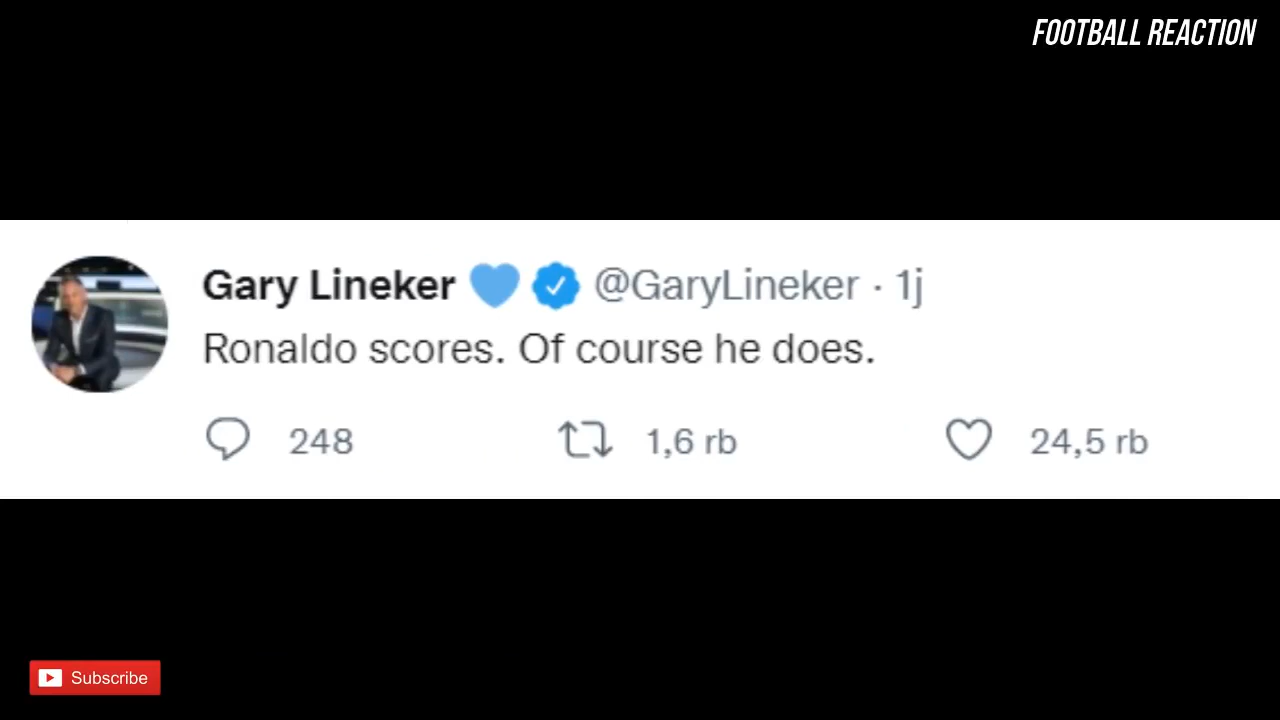 FOOTBALL REACTION
Gary Lineker 💙 @GaryLineker · 1j
Ronaldo scores. Of course he does.
248 1,6 rb 24,5 rb
Subscribe